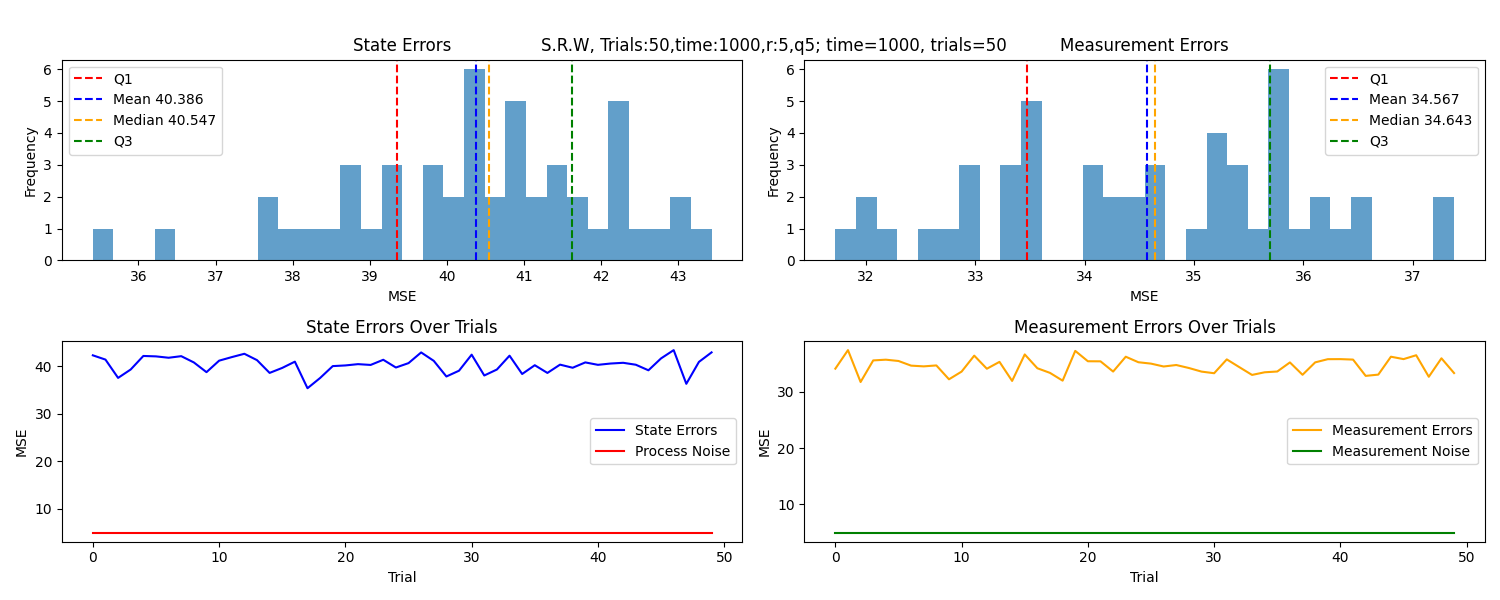 State Errors
S.R.W, Trials:50,time:1000,r:5,q5; time=1000, trials=50
Measurement Errors
Frequency
6
5
4
3
2
1
0
Q1
Mean 40.386
Median 40.547
Q3
36
37
38
39
40
41
42
43
MSE
Frequency
6
5
4
3
2
1
0
Q1
Mean 34.567
Median 34.643
Q3
32
33
34
35
36
37
MSE
State Errors Over Trials
MSE
40
30
20
10
State Errors
Process Noise
0
10
20
30
40
50
Trial
Measurement Errors Over Trials
MSE
30
20
10
Measurement Errors
Measurement Noise
0
10
20
30
40
50
Trial